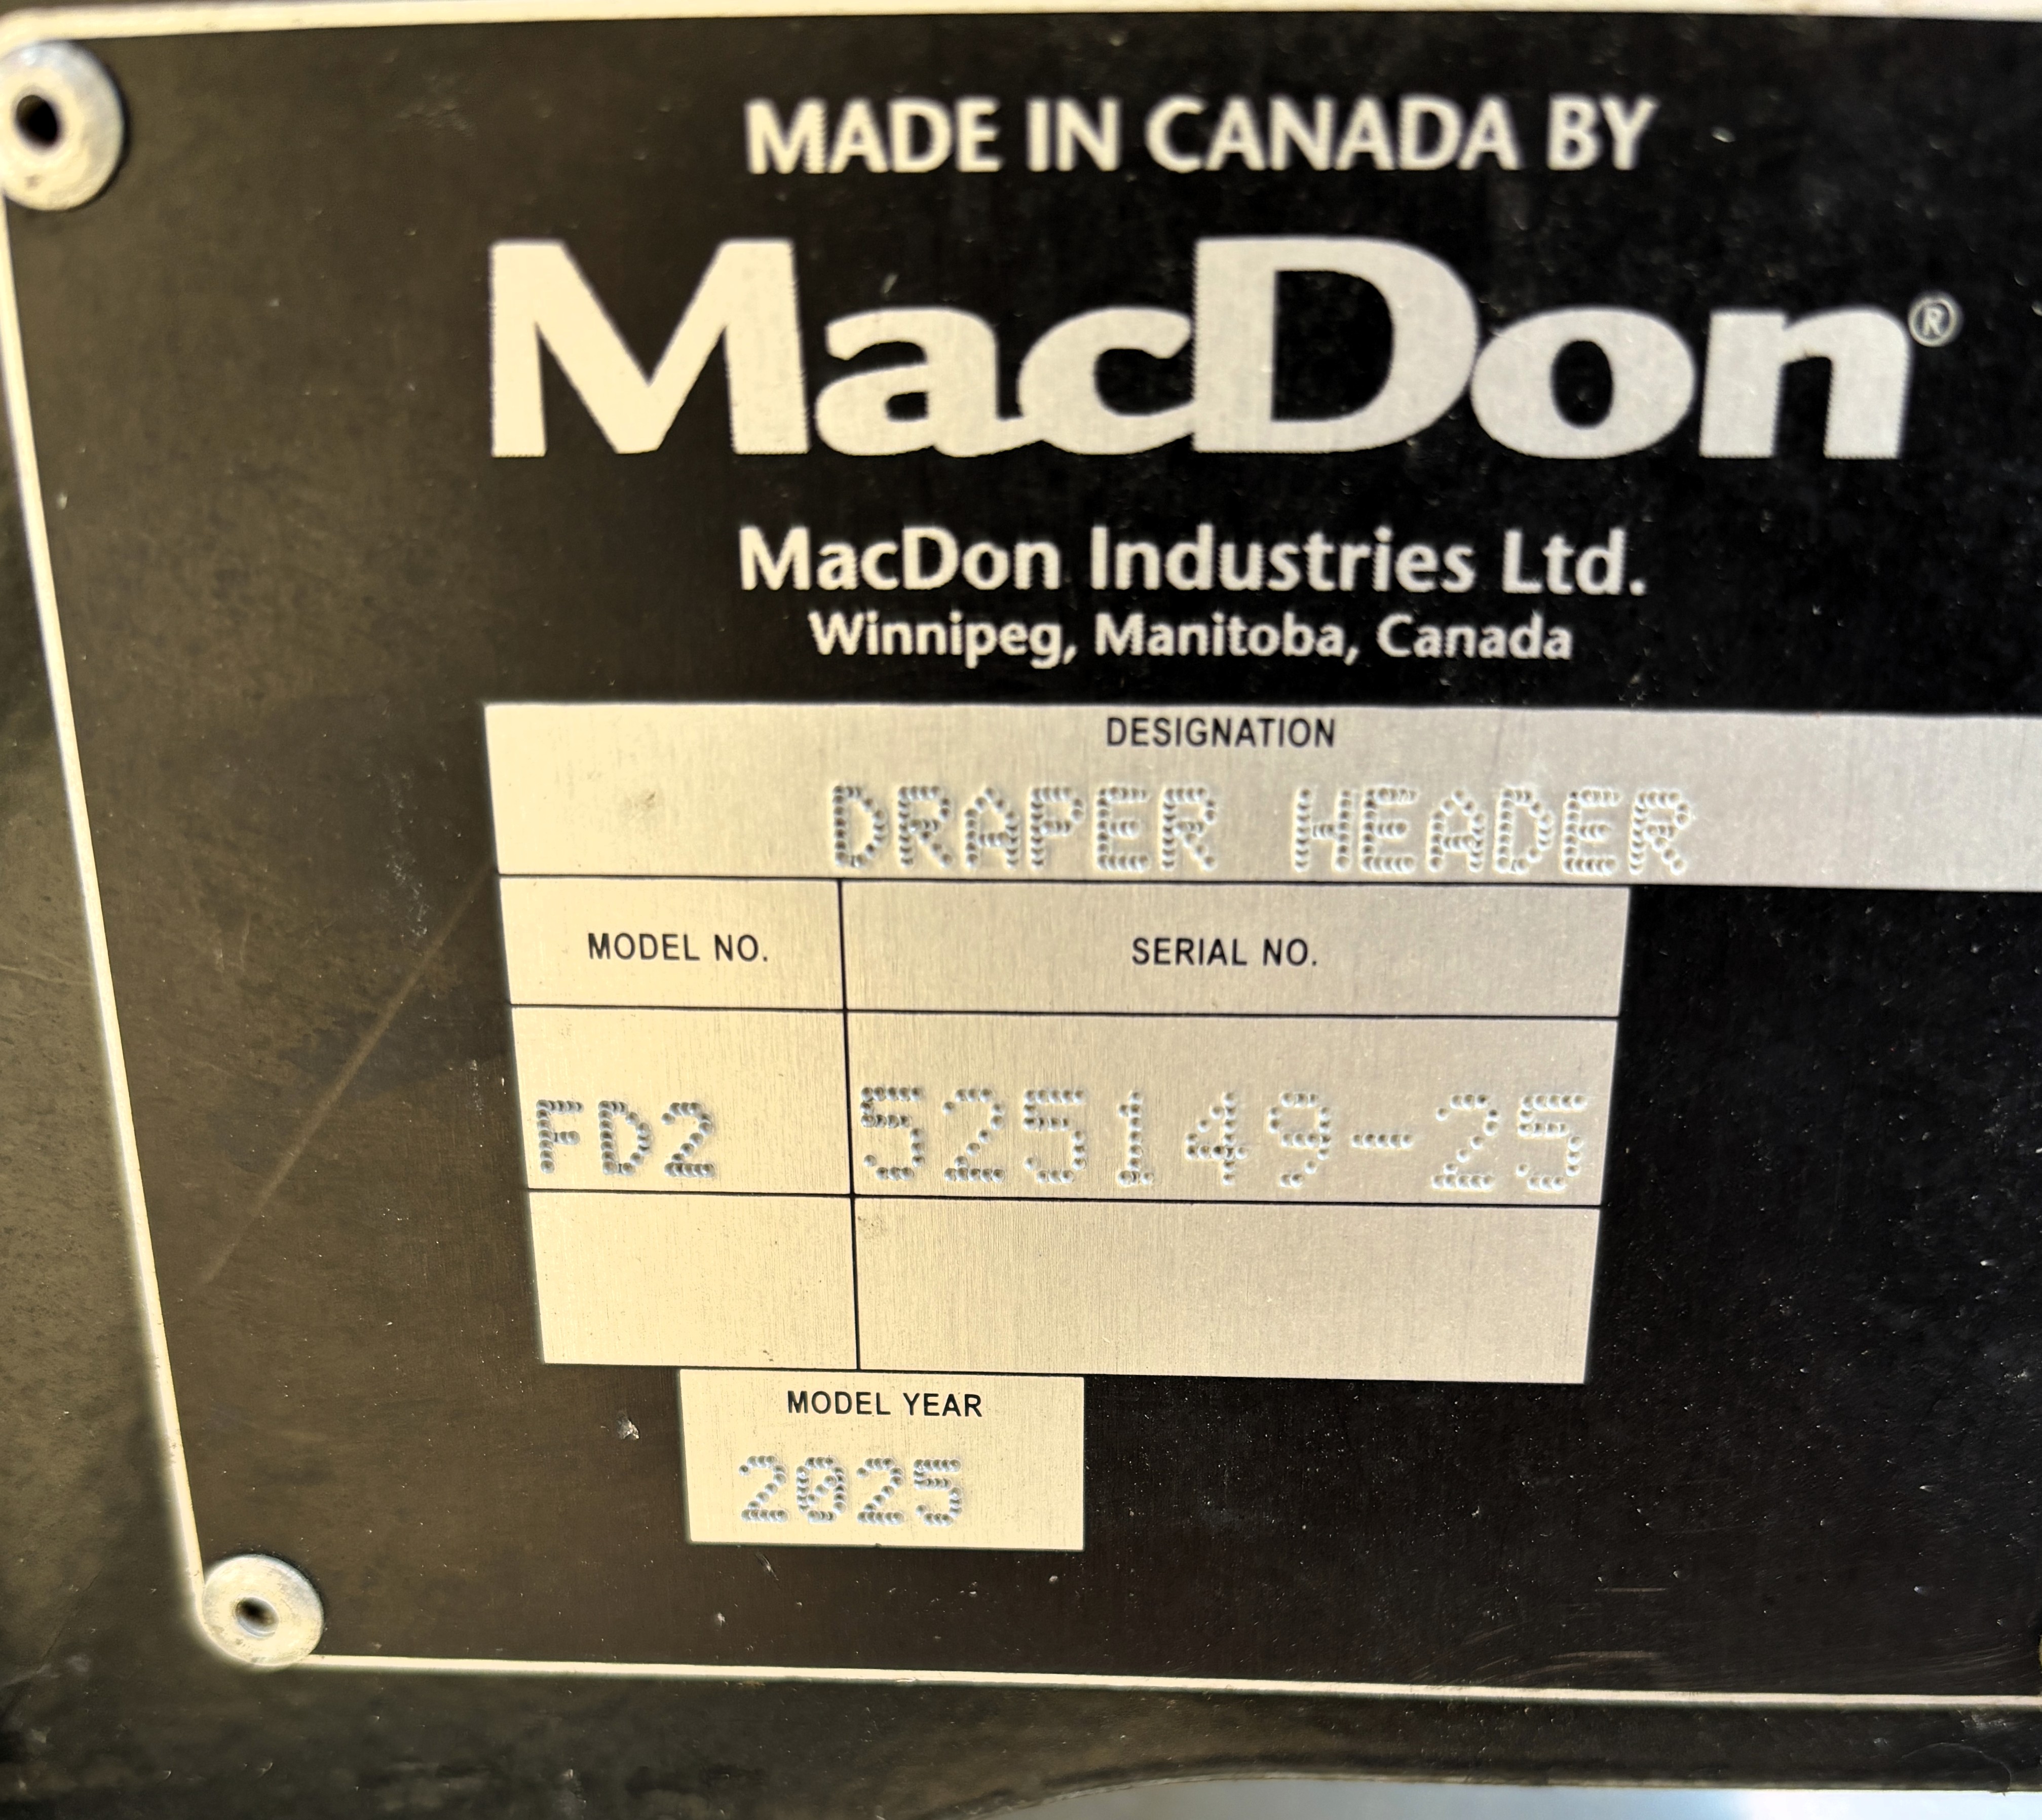 MADE IN CANADA BY
MacDon®
MacDon Industries Ltd.
Winnipeg, Manitoba, Canada
DESIGNATION
DRAPER HEADER
MODEL NO. SERIAL NO.
FD2 525149-25
MODEL YEAR
2025